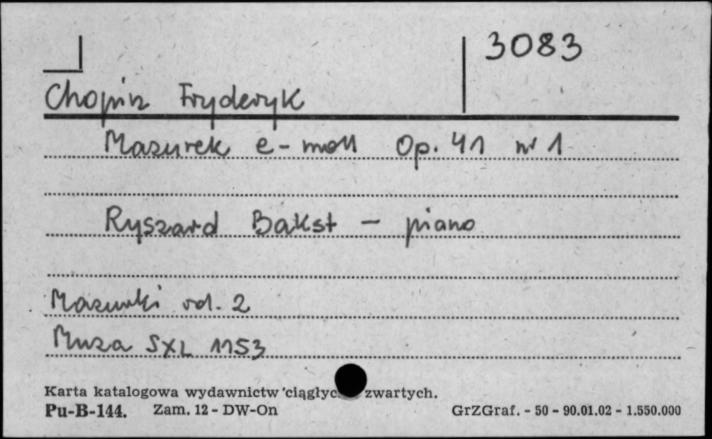 3083
Chopin Fryderyk
Mazurek e-moll Op. 41 nr 1
Ryszard Bakst - piano
Mazurki vol. 2
Muza SXL 1153
Karta katalogowa wydawnictw ciągłyc zwartych.
Pu-B-144. Zam. 12 - DW-On GrZGraf. - 50 - 90.01.02 - 1.550.000